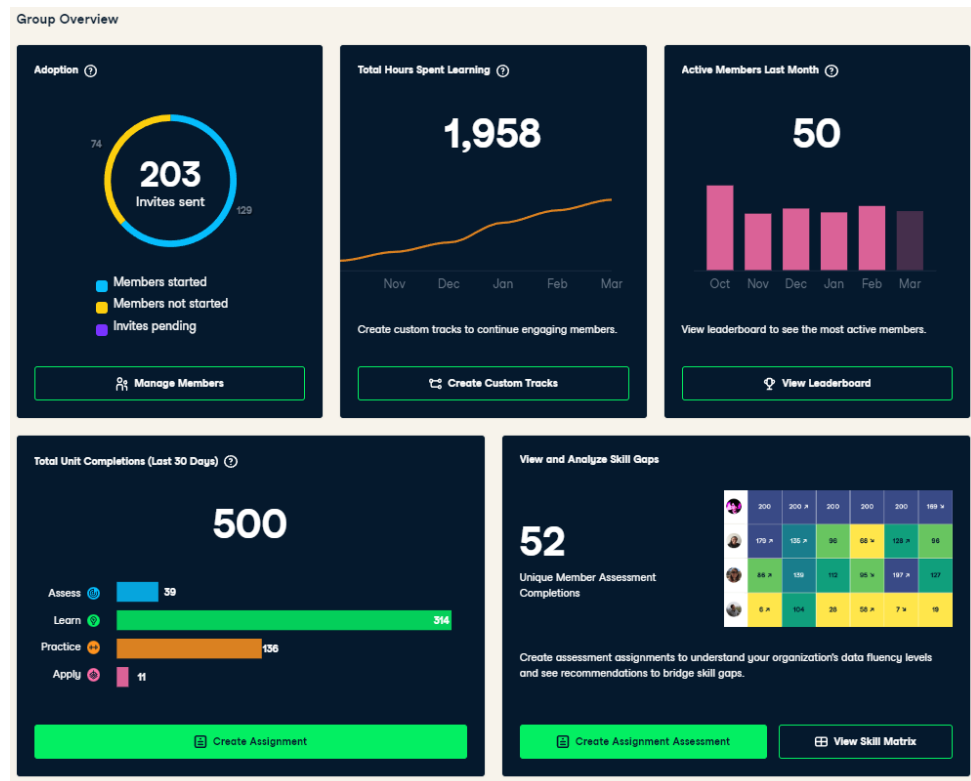 Group Overview
Adoption ?
74
203
Invites sent
129
Members started
Members not started
Invites pending
Manage Members
Total Hours Spent Learning ?
1,958
Nov Dec Jan Feb Mar
Create custom tracks to continue engaging members.
Create Custom Tracks
Active Members Last Month ?
50
Oct Nov Dec Jan Feb Mar
View leaderboard to see the most active members.
View Leaderboard
Total Unit Completions (Last 30 Days) ?
500
Assess 39
Learn 314
Practice 136
Apply 11
Create Assignment
View and Analyze Skill Gaps
52
Unique Member Assessment
Completions
200 200 ↗ 200 200 200 169 ↘
179 ↗ 135 ↗ 98 68 ↘ 128 ↗ 96
86 ↗ 139 112 95 ↘ 197 ↗ 127
6 ↗ 104 28 58 ↗ 7 ↘ 19
Create assessment assignments to understand your organization's data fluency levels
and see recommendations to bridge skill gaps.
Create Assignment Assessment
View Skill Matrix